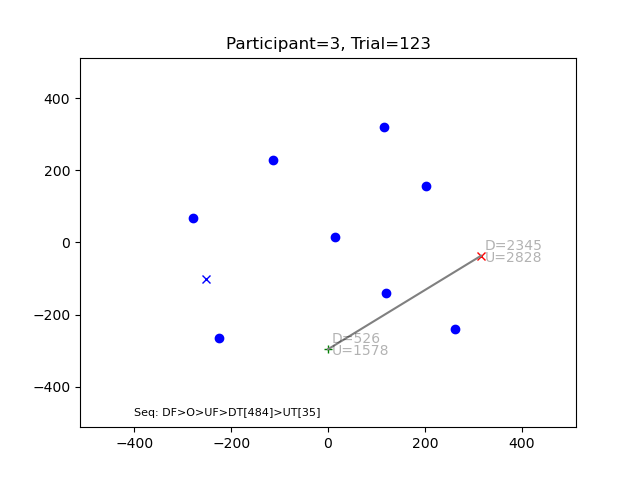 Participant=3, Trial=123
400
200
0
−200
−400
D=2345
U=2828
D=526
U=1578
Seq: DF>O>UF>DT[484]>UT[35]
−400
−200
0
200
400